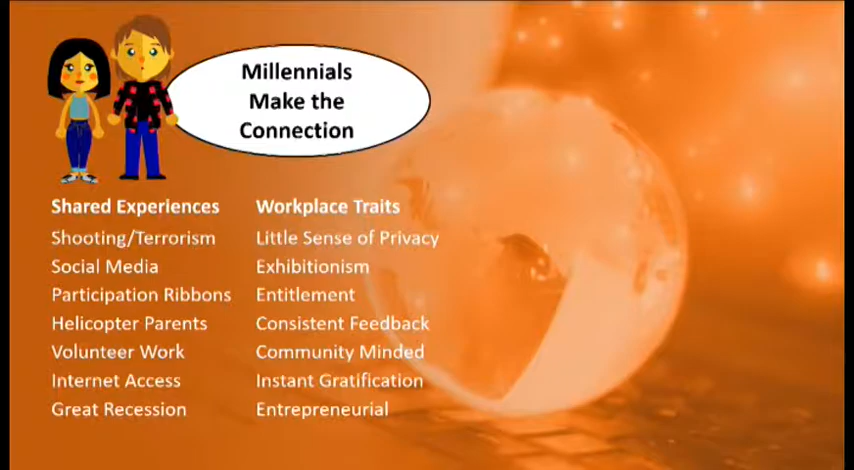 Millennials
Make the
Connection
Shared Experiences Workplace Traits
Shooting/Terrorism Little Sense of Privacy
Social Media Exhibitionism
Participation Ribbons Entitlement
Helicopter Parents Consistent Feedback
Volunteer Work Community Minded
Internet Access Instant Gratification
Great Recession Entrepreneurial